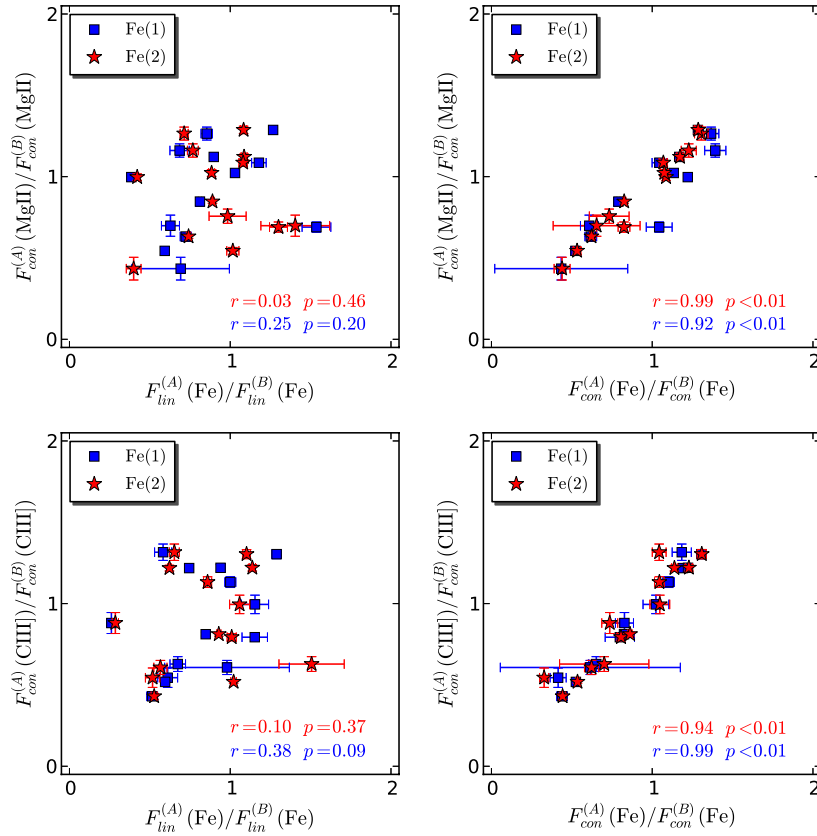 2
1
0
0 1 2
F_con^(A) (MgII)/F_con^(B) (MgII)
F_lin^(A) (Fe)/F_lin^(B) (Fe)
Fe(1)
Fe(2)
r=0.03 p=0.46
r=0.25 p=0.20
2
1
0
0 1 2
F_con^(A) (MgII)/F_con^(B) (MgII)
F_con^(A) (Fe)/F_con^(B) (Fe)
Fe(1)
Fe(2)
r=0.99 p<0.01
r=0.92 p<0.01
2
1
0
0 1 2
F_con^(A) (CIII])/F_con^(B) (CIII])
F_lin^(A) (Fe)/F_lin^(B) (Fe)
Fe(1)
Fe(2)
r=0.10 p=0.37
r=0.38 p=0.09
2
1
0
0 1 2
F_con^(A) (CIII])/F_con^(B) (CIII])
F_con^(A) (Fe)/F_con^(B) (Fe)
Fe(1)
Fe(2)
r=0.94 p<0.01
r=0.99 p<0.01